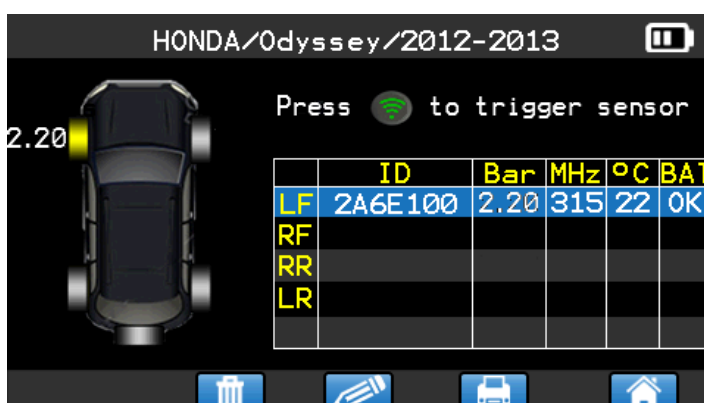 HONDA/Odyssey/2012-2013
Press to trigger sensor
2.20
ID Bar MHz ºC BAT
LF 2A6E100 2.20 315 22 OK
RF
RR
LR